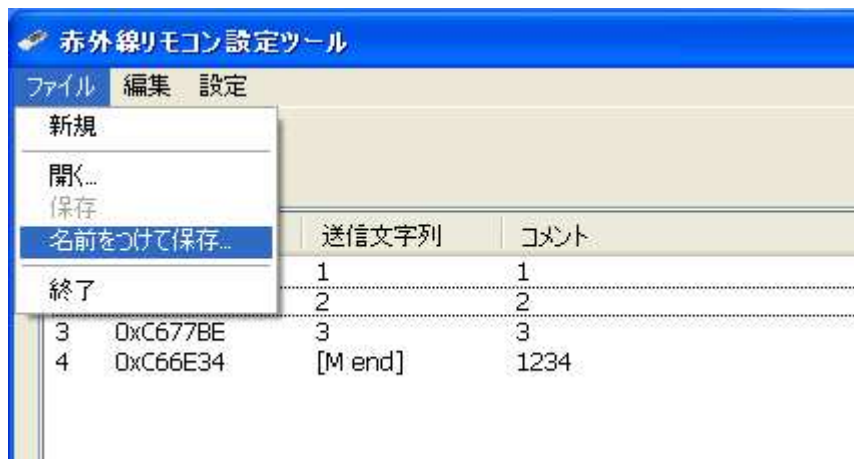 赤外線リモコン設定ツール
ファイル 編集 設定
新規
開く...
保存
名前をつけて保存...
終了
送信文字列 コメント
1 1
2 2
3 0xC677BE 3 3
4 0xC66E34 [M end] 1234